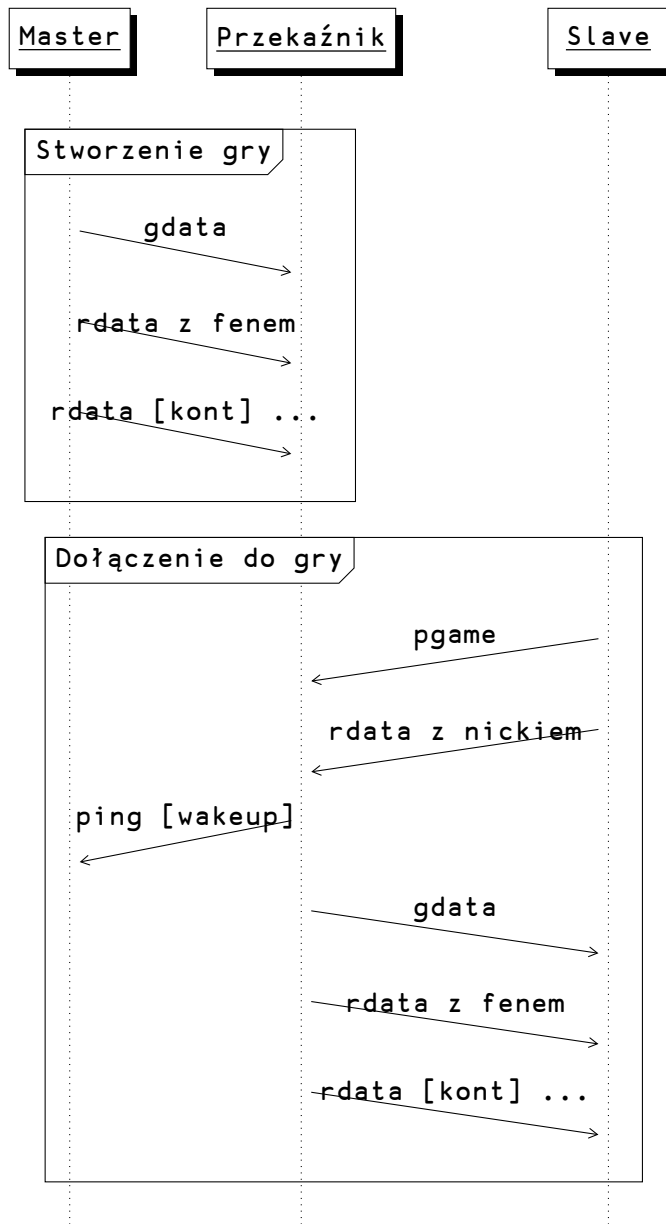 Master Przekaźnik Slave
Stworzenie gry
gdata
rdata z fenem
rdata [kont] ...
Dołączenie do gry
pgame
rdata z nickiem
ping [wakeup]
gdata
rdata z fenem
rdata [kont] ...